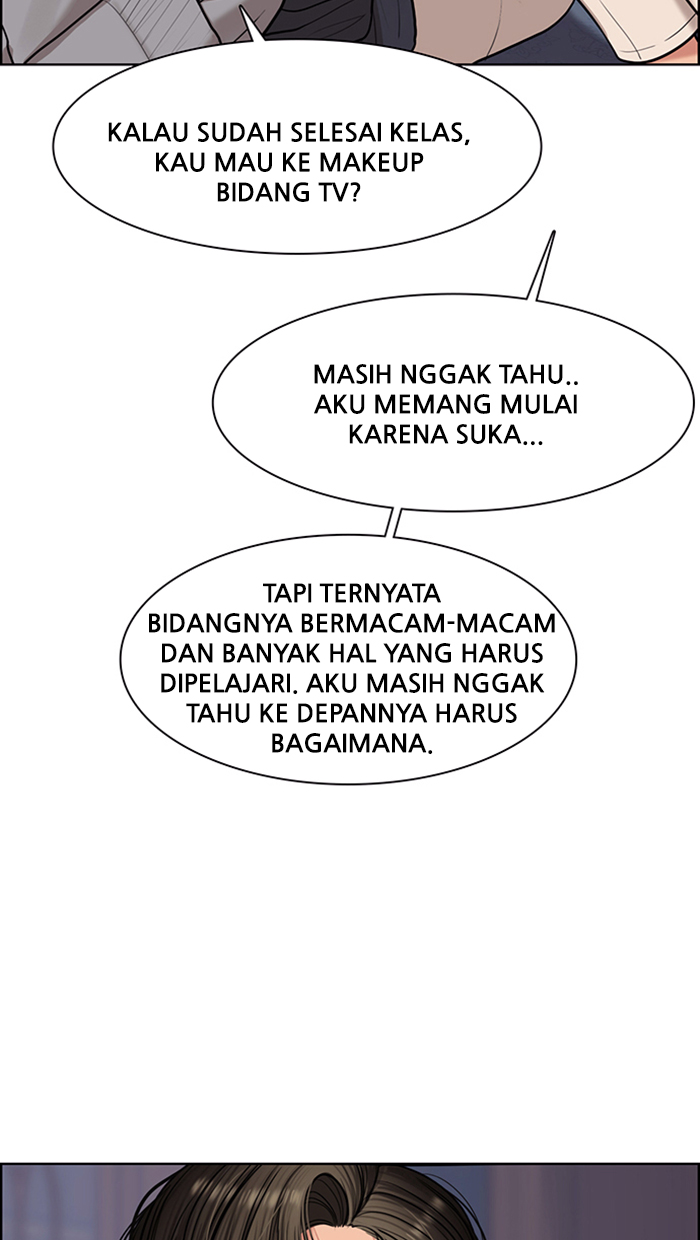 KALAU SUDAH SELESAI KELAS,
KAU MAU KE MAKEUP
BIDANG TV?
MASIH NGGAK TAHU..
AKU MEMANG MULAI
KARENA SUKA...
TAPI TERNYATA
BIDANGNYA BERMACAM-MACAM
DAN BANYAK HAL YANG HARUS
DIPELAJARI. AKU MASIH NGGAK
TAHU KE DEPANNYA HARUS
BAGAIMANA.